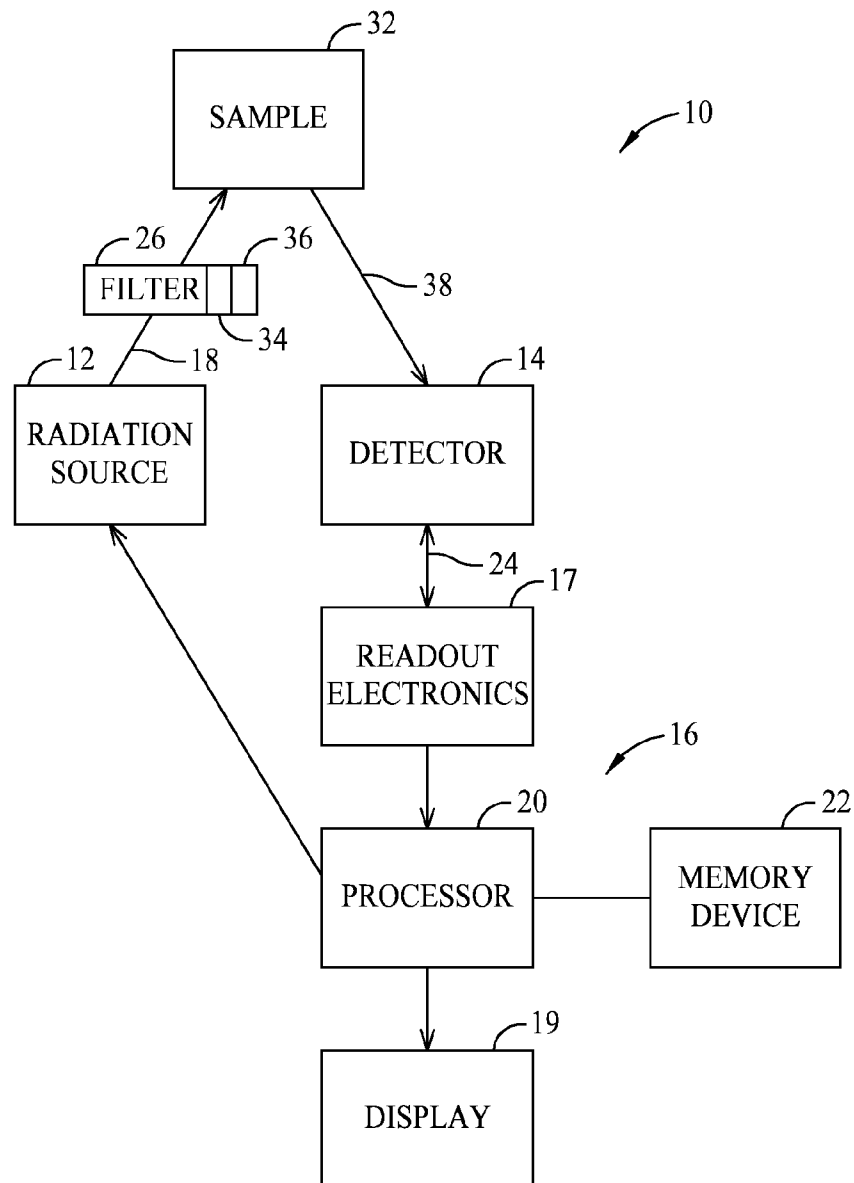 32
SAMPLE
10
26
36
FILTER
38
34
12
18
14
RADIATION
SOURCE
DETECTOR
24
17
READOUT
ELECTRONICS
16
20
22
PROCESSOR
MEMORY
DEVICE
19
DISPLAY